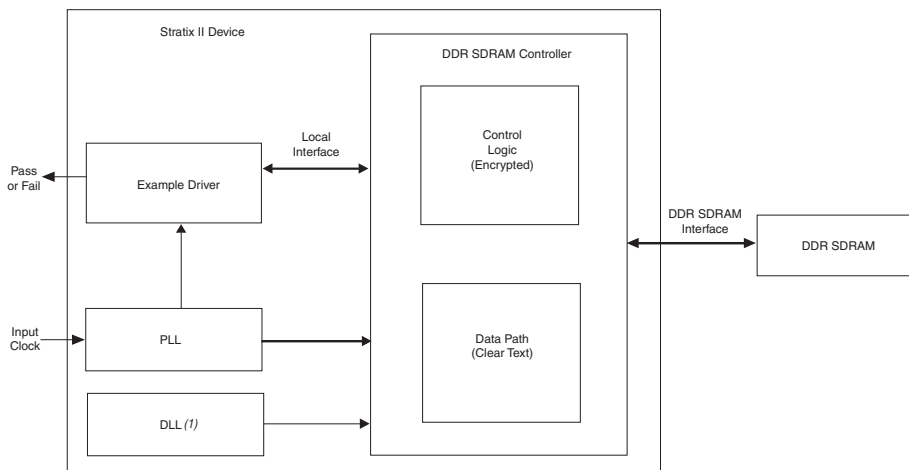 Stratix II Device
DDR SDRAM Controller
Control
Logic
(Encrypted)
Local
Interface
Pass
or Fail
Example Driver
DDR SDRAM
Interface
DDR SDRAM
Input
Clock
PLL
Data Path
(Clear Text)
DLL (1)